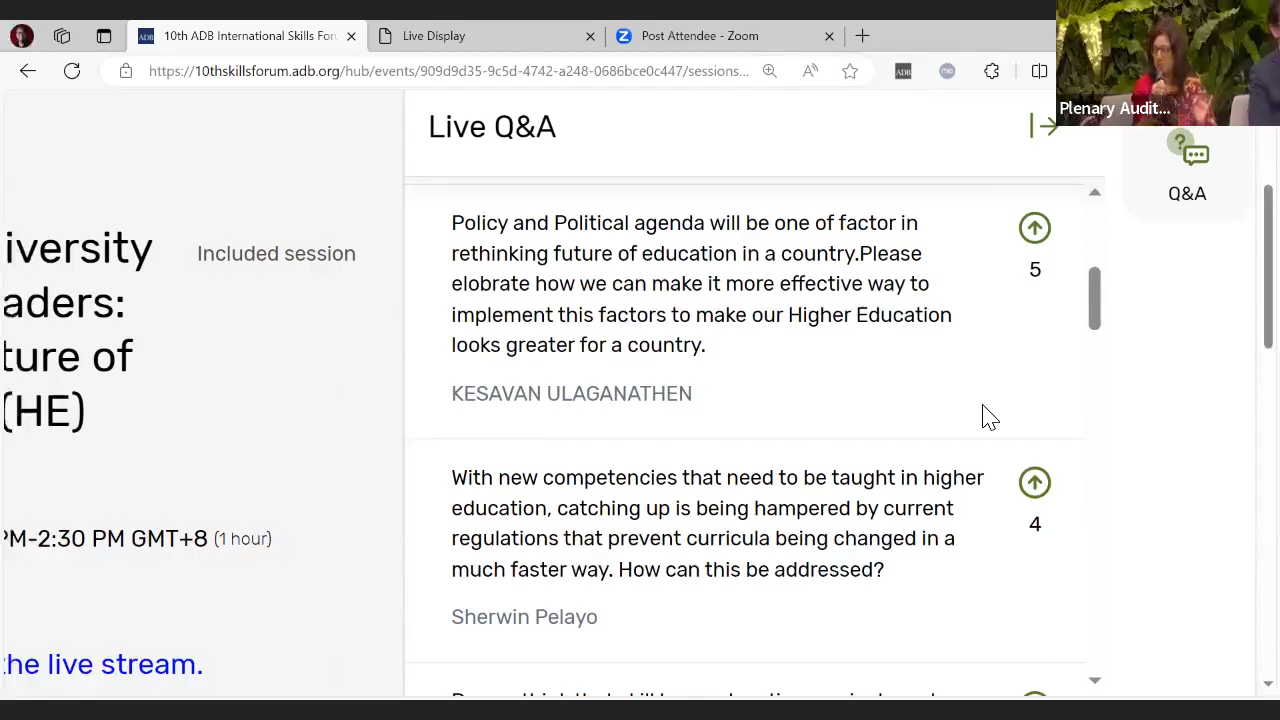 10th ADB International Skills For
Live Display
Post Attendee - Zoom
https://10thskillsforum.adb.org/hub/events/909d9d35-9c5d-4742-a248-0686bce0c447/sessions...
ADB
Plenary Audit...
Live Q&A
Q&A
iversity
aders:
ture of
(HE)
Included session
PM-2:30 PM GMT+8 (1 hour)
the live stream.
Policy and Political agenda will be one of factor in
rethinking future of education in a country.Please
elobrate how we can make it more effective way to
implement this factors to make our Higher Education
looks greater for a country.
5
KESAVAN ULAGANATHEN
With new competencies that need to be taught in higher
education, catching up is being hampered by current
regulations that prevent curricula being changed in a
much faster way. How can this be addressed?
4
Sherwin Pelayo